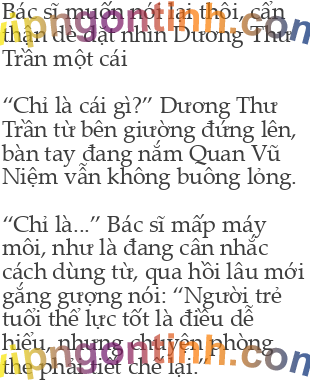 Bác sĩ muốn nói lại thôi, cẩn
thận dè dặt nhìn Dương Thư
Trần một cái
“Chỉ là cái gì?” Dương Thư
Trần từ bên giường đứng lên,
bàn tay đang nắm Quan Vũ
Niệm vẫn không buông lỏng.
“Chỉ là...” Bác sĩ mấp máy
môi, như là đang cân nhắc
cách dùng từ, qua hồi lâu mới
gắng gượng nói: “Người trẻ
tuổi thể lực tốt là điều dễ
hiểu, nhưng chuyện phòng
the phải tiết chế lại.”
vipngontinh.com
vipngontinh.com